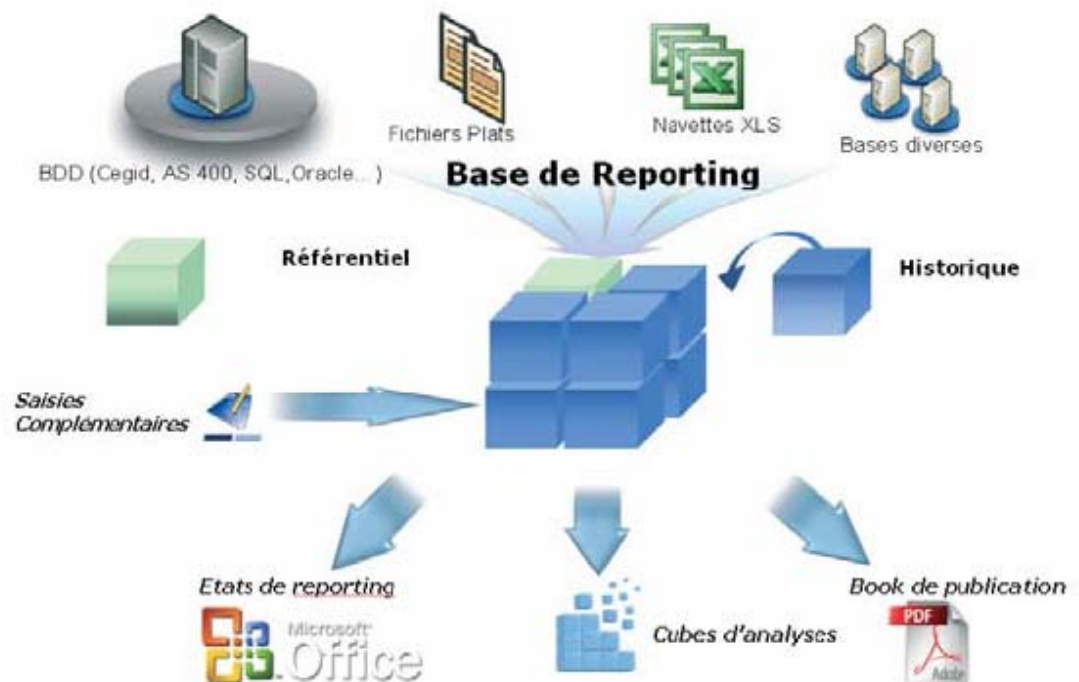 Fichiers Plats
Navettes XLS
Bases diverses
BDD (Cegid, AS 400, SQL,Oracle...)
Base de Reporting
Référentiel
Historique
Saisies
Complémentaires
Etats de reporting
Microsoft
Office
Cubes d'analyses
Book de publication
PDF
Adobe